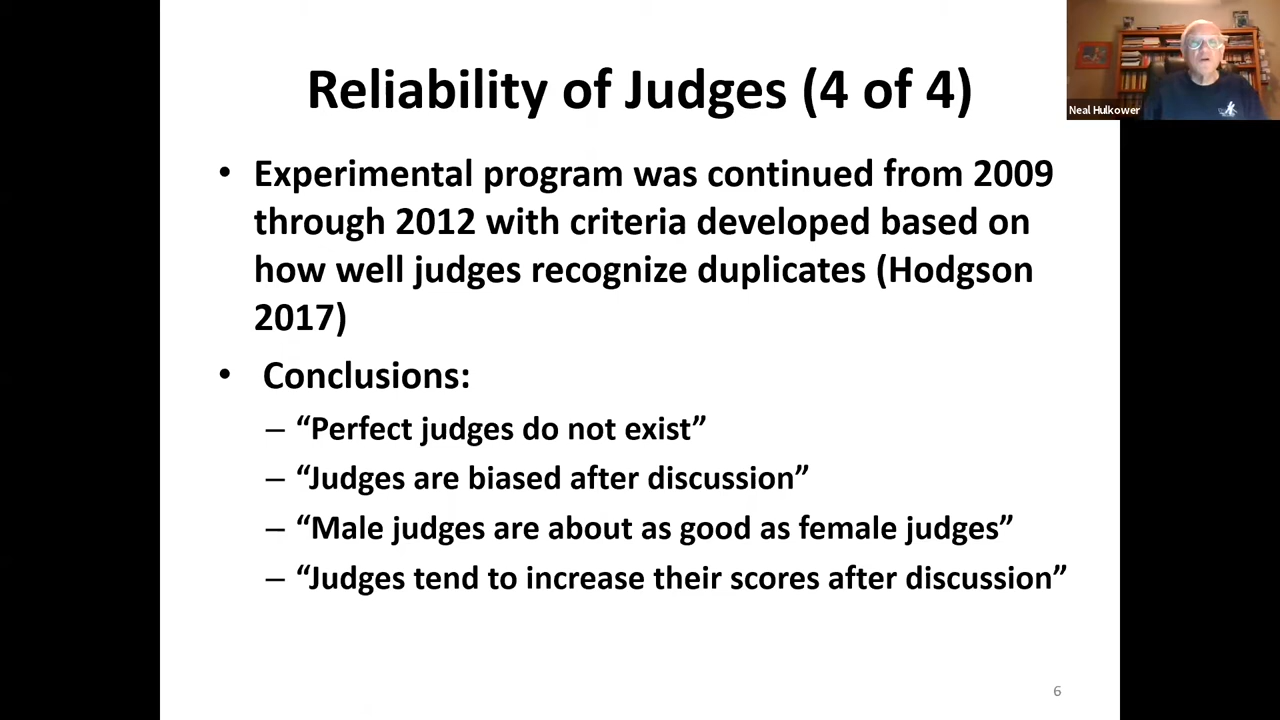 Reliability of Judges (4 of 4)
Neal Hulkower
• Experimental program was continued from 2009
through 2012 with criteria developed based on
how well judges recognize duplicates (Hodgson
2017)
• Conclusions:
– “Perfect judges do not exist”
– “Judges are biased after discussion”
– “Male judges are about as good as female judges”
– “Judges tend to increase their scores after discussion”
6